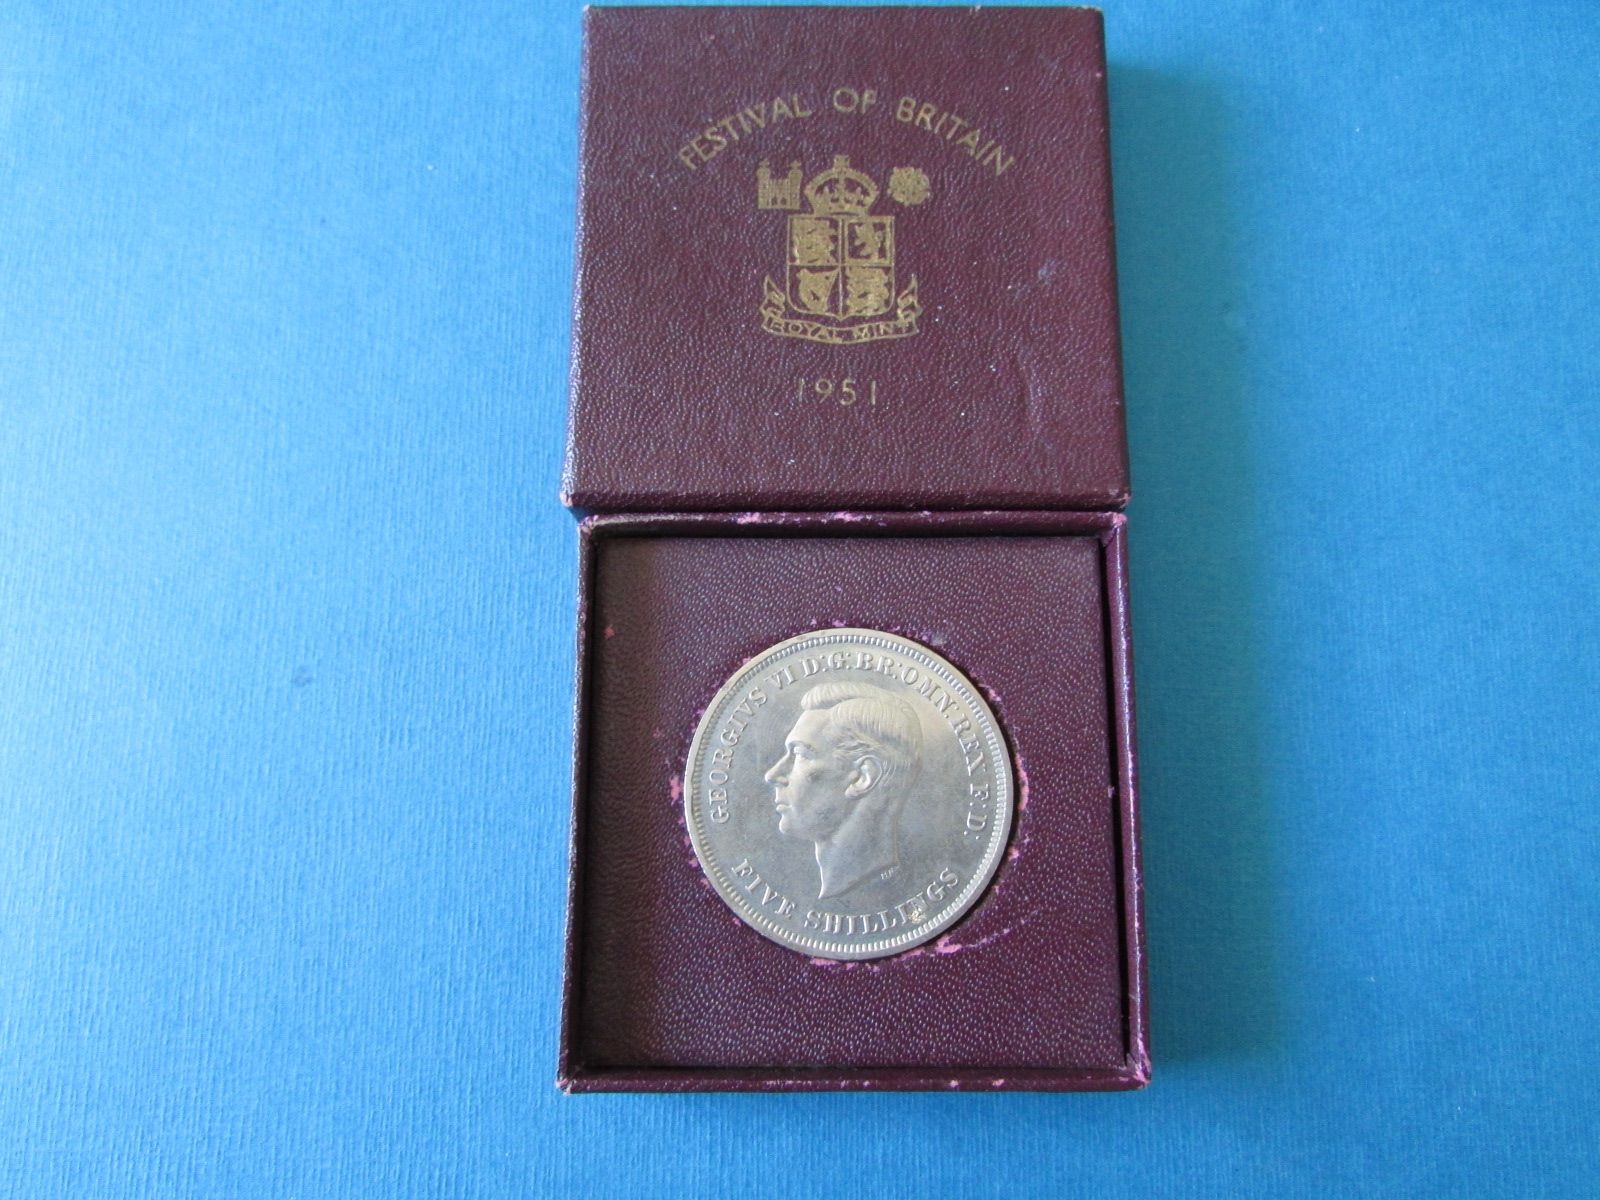 FESTIVAL OF BRITAIN
ROYAL MINT
1951
GEORGIVS VI D:G:BR:OMN:REX F:D:
FIVE SHILLINGS